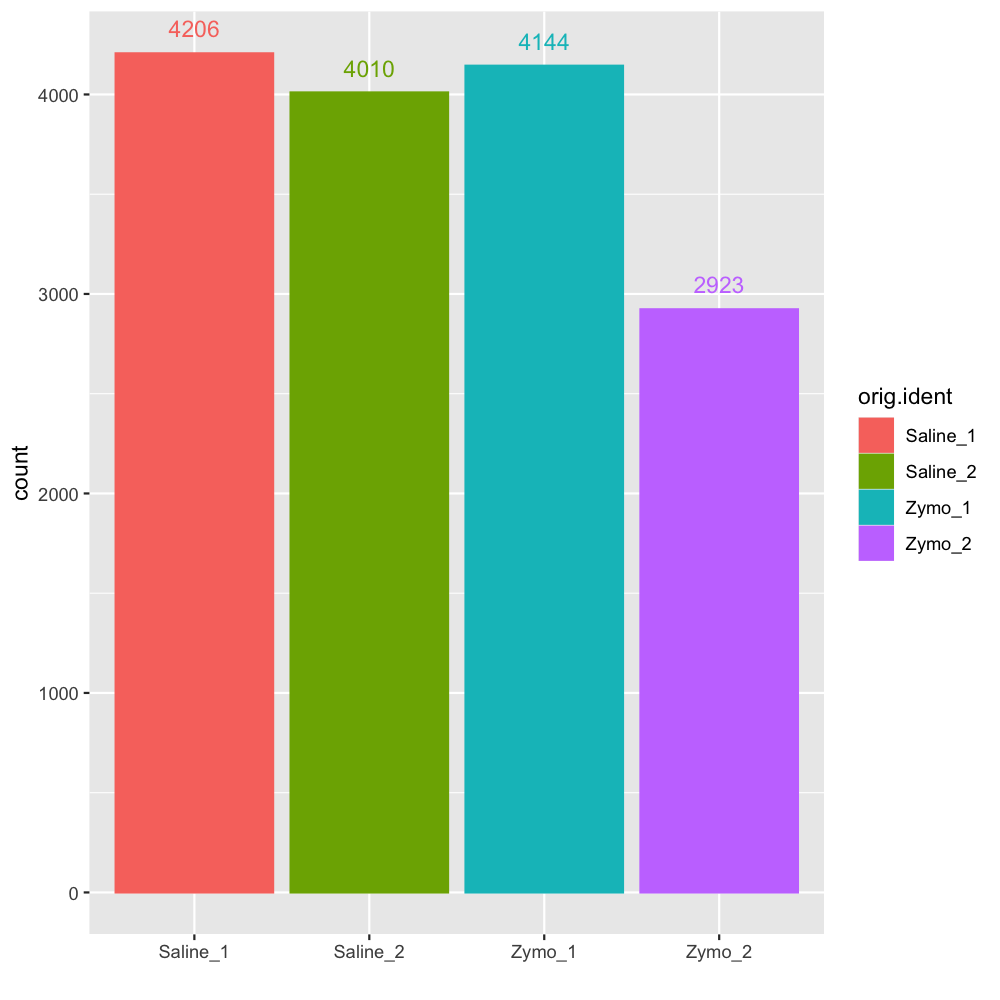 4206
4144
4010
4000
3000
2923
count
2000
1000
0
Saline_1 Saline_2 Zymo_1 Zymo_2
orig.ident
Saline_1
Saline_2
Zymo_1
Zymo_2